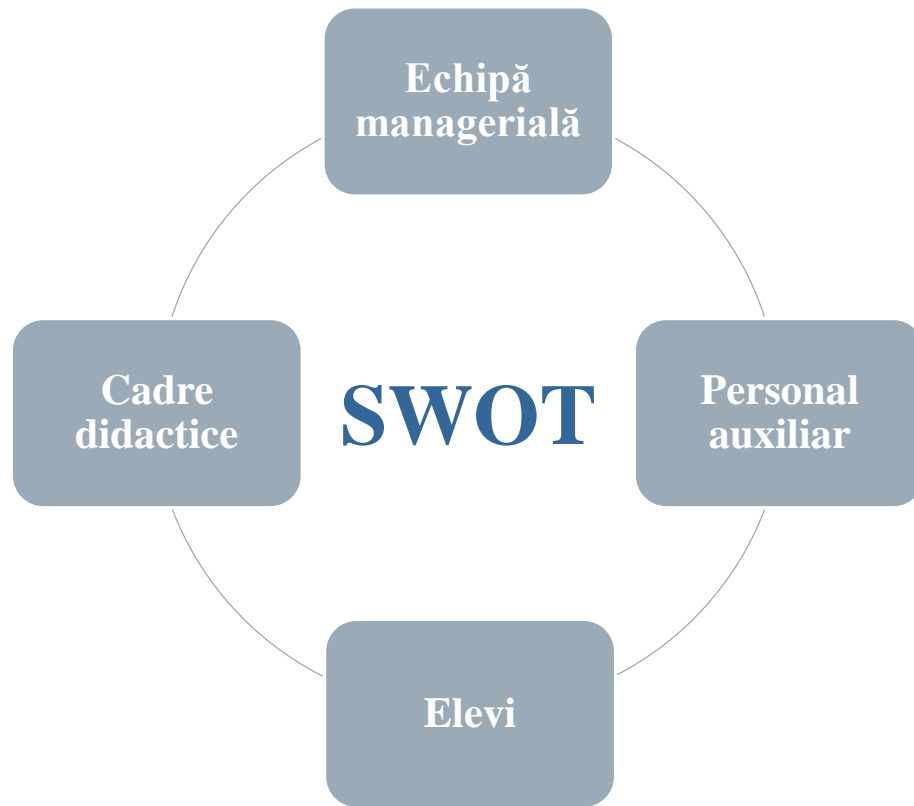 Echipă
managerială
Cadre
didactice
SWOT
Personal
auxiliar
Elevi